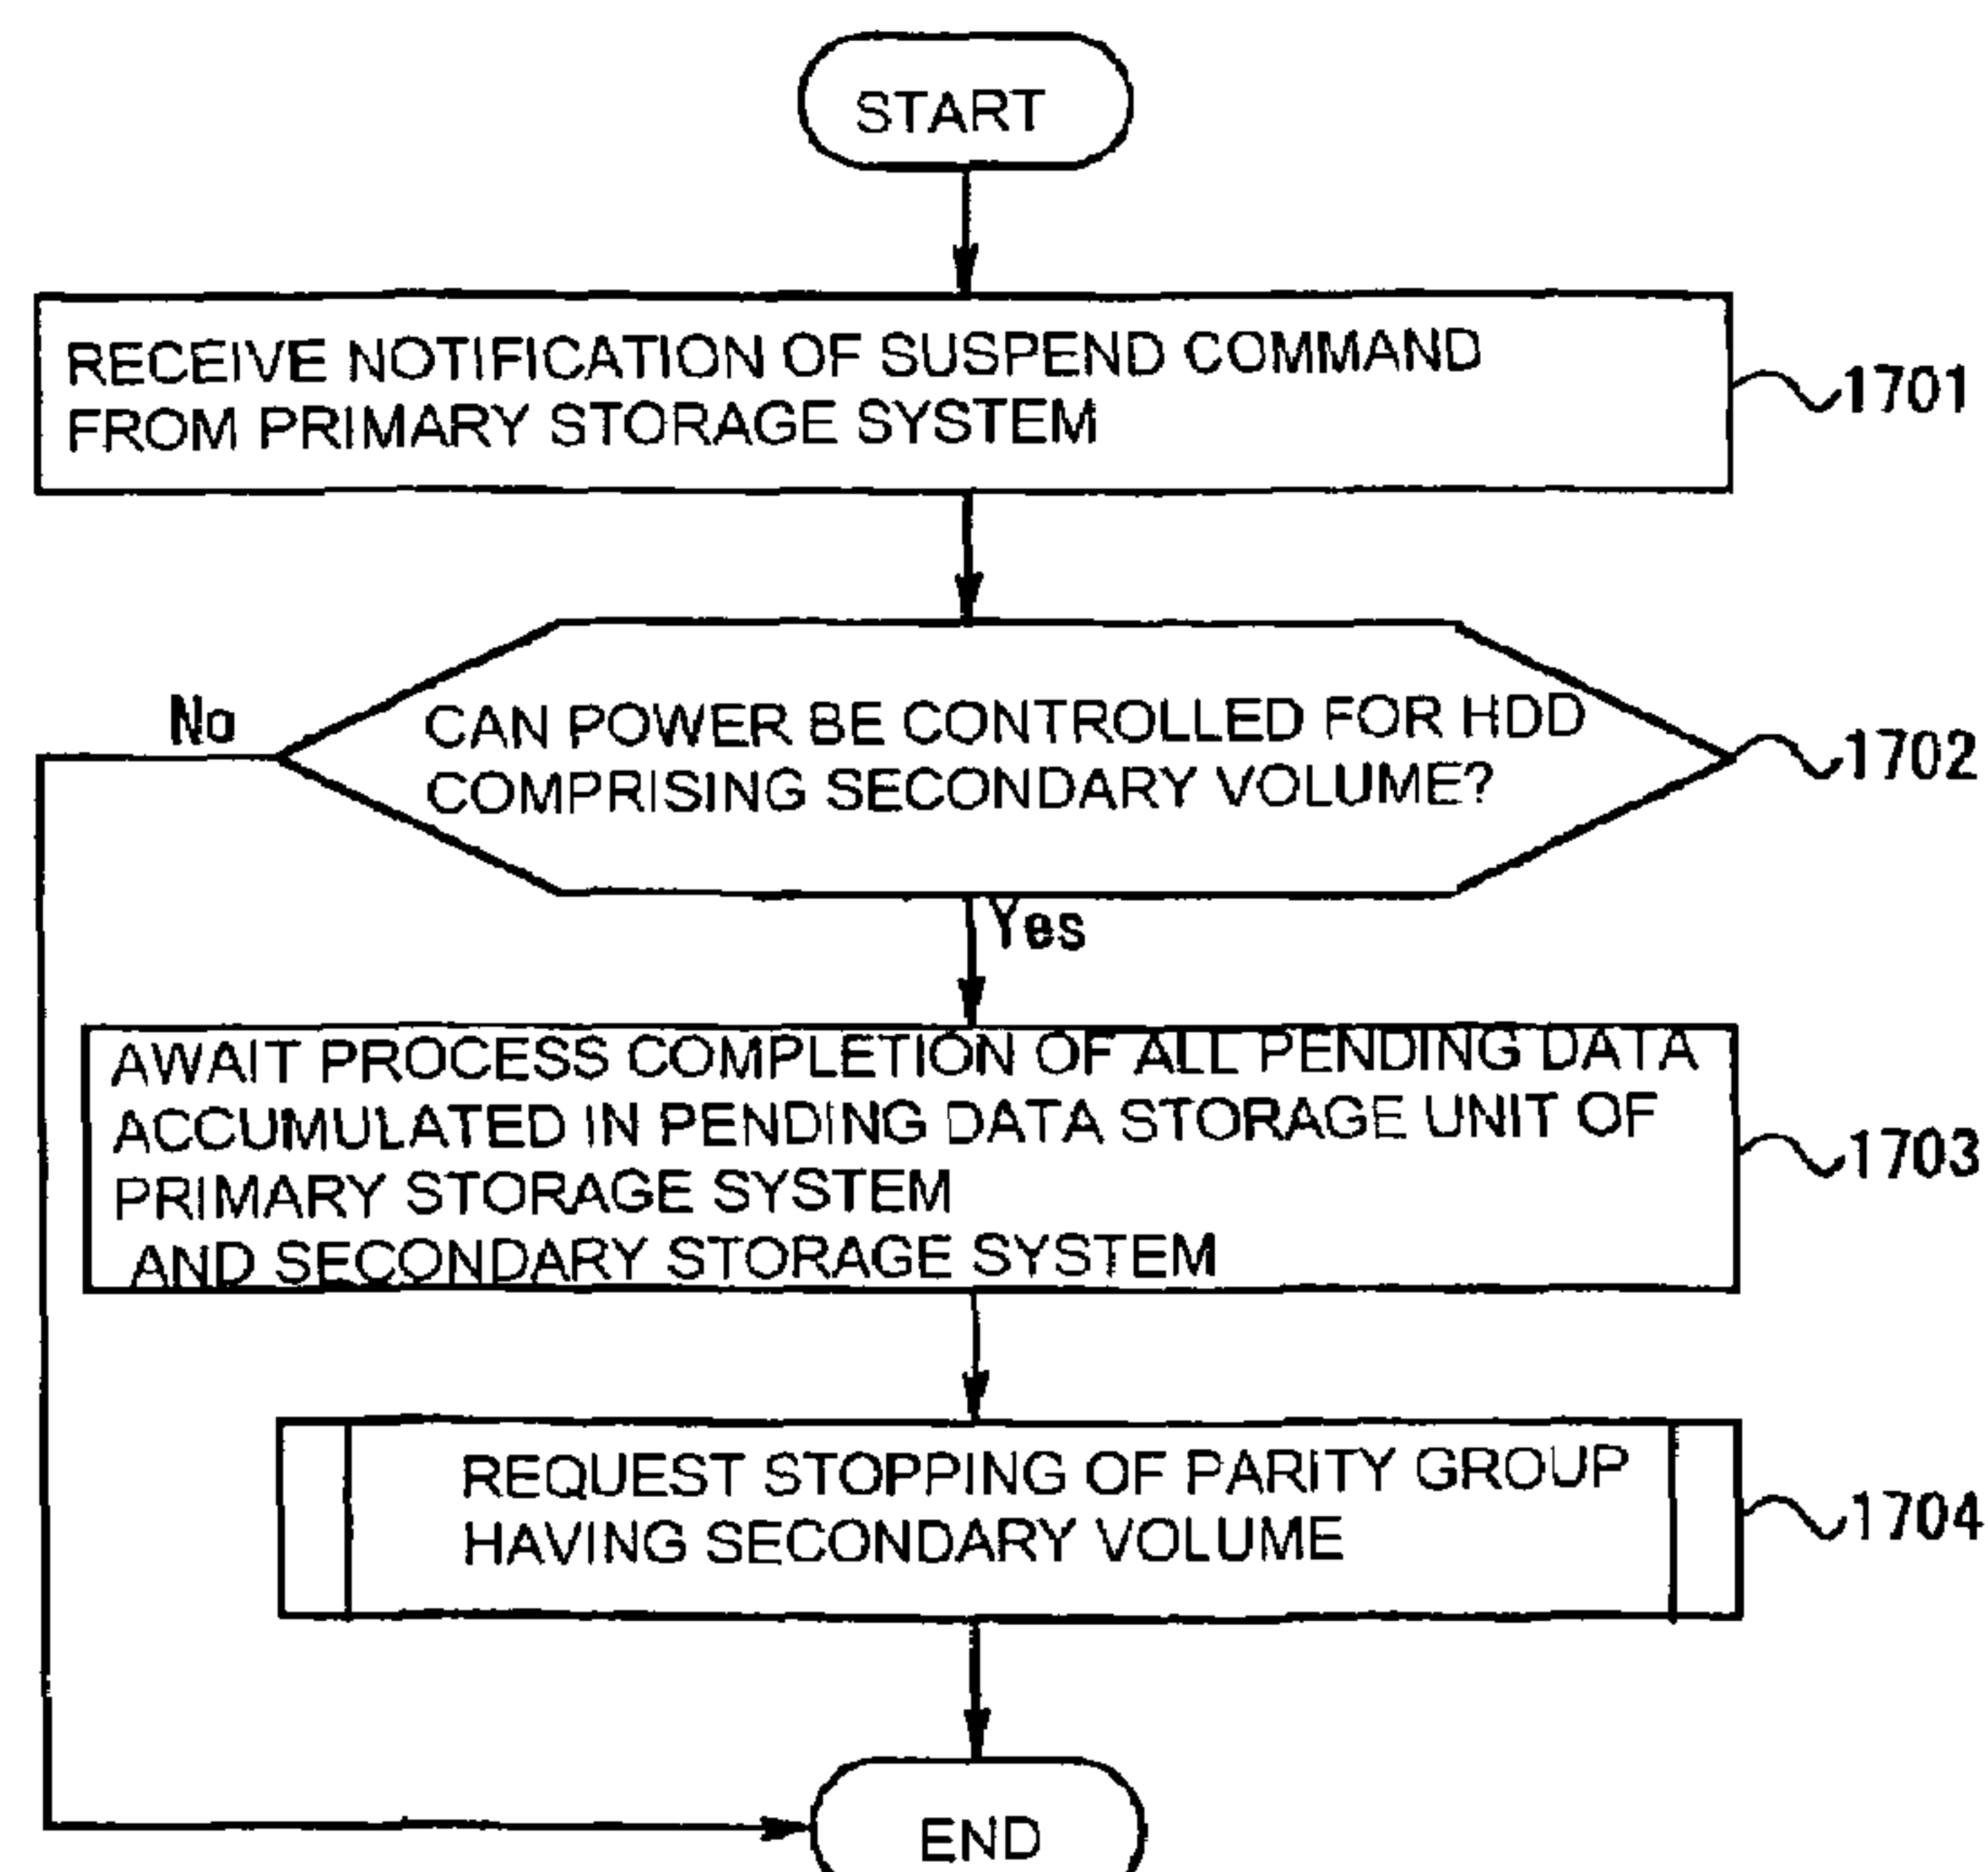 START
RECEIVE NOTIFICATION OF SUSPEND COMMAND
FROM PRIMARY STORAGE SYSTEM
1701
No
CAN POWER BE CONTROLLED FOR HDD
COMPRISING SECONDARY VOLUME?
1702
Yes
AWAIT PROCESS COMPLETION OF ALL PENDING DATA
ACCUMULATED IN PENDING DATA STORAGE UNIT OF
PRIMARY STORAGE SYSTEM
AND SECONDARY STORAGE SYSTEM
1703
REQUEST STOPPING OF PARITY GROUP
HAVING SECONDARY VOLUME
1704
END